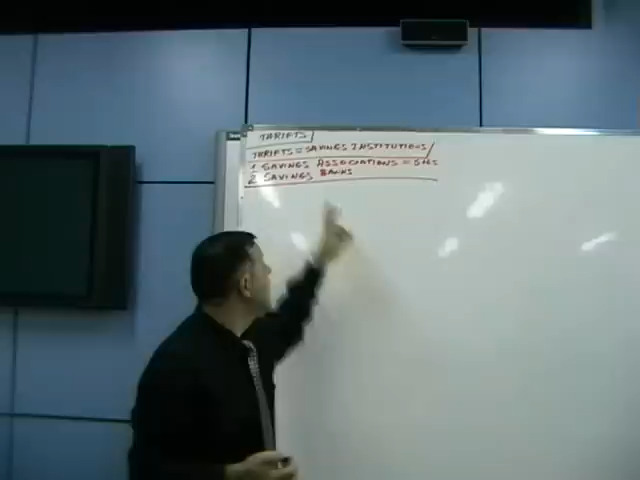 THRIFTS/
THRIFTS = SAVINGS INSTITUTIONS/
1 SAVINGS ASSOCIATIONS = S&LS
2 SAVINGS BANKS